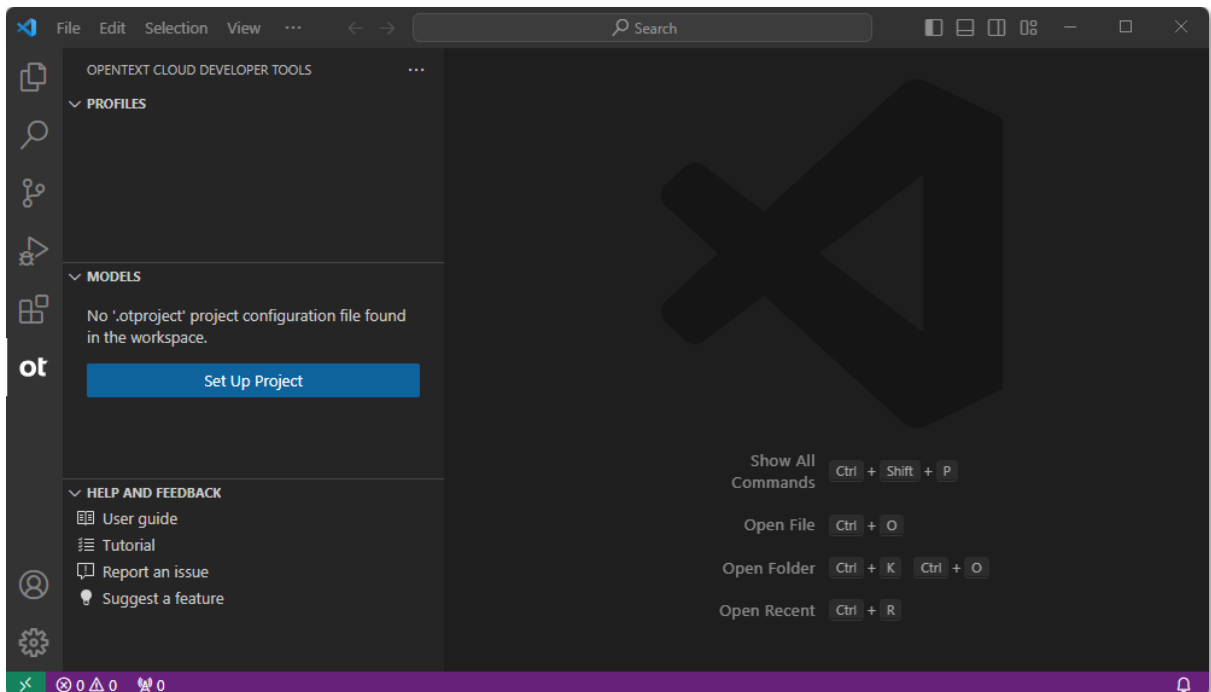 File Edit Selection View ··· Search
OPENTEXT CLOUD DEVELOPER TOOLS ···
PROFILES
MODELS
No '.otproject' project configuration file found
in the workspace.
Set Up Project
HELP AND FEEDBACK
User guide
Tutorial
Report an issue
Suggest a feature
ot
Show All
Commands Ctrl + Shift + P
Open File Ctrl + O
Open Folder Ctrl + K Ctrl + O
Open Recent Ctrl + R
0 0 0